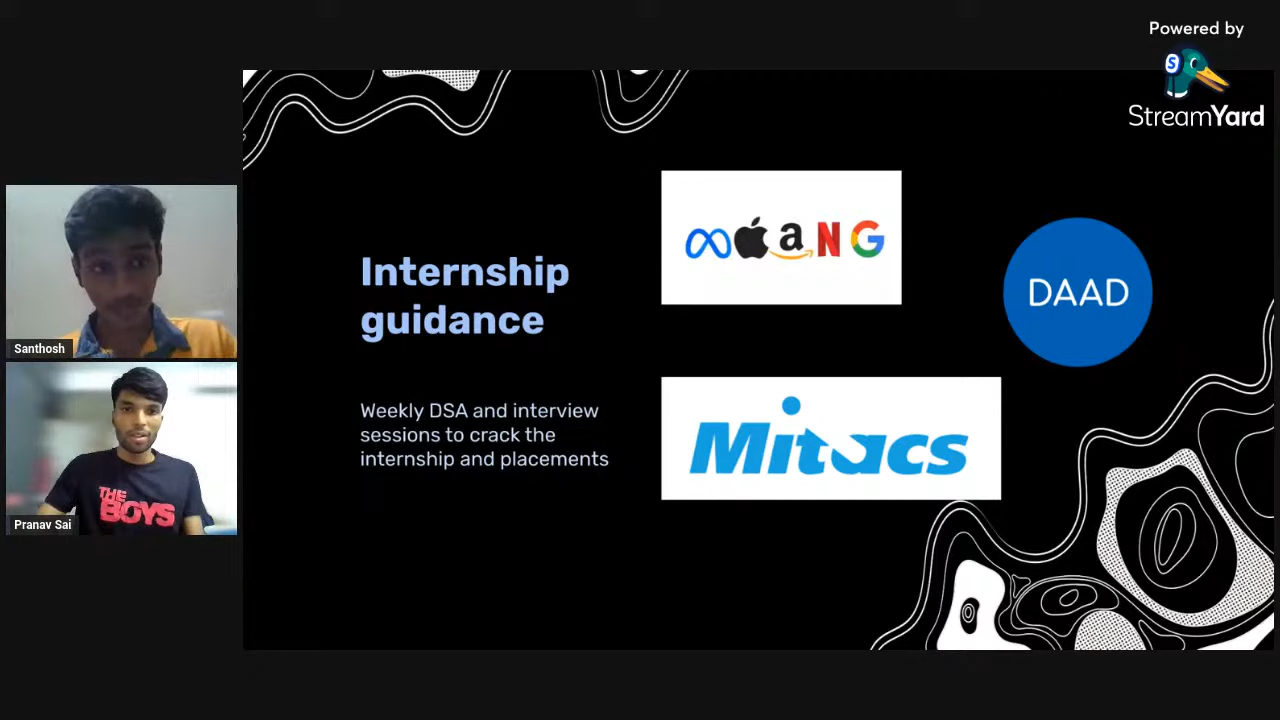 Powered by
StreamYard
Internship
guidance
Weekly DSA and interview
sessions to crack the
internship and placements
a N G
DAAD
Mitacs
Santhosh
THE
BOYS
Pranav Sai